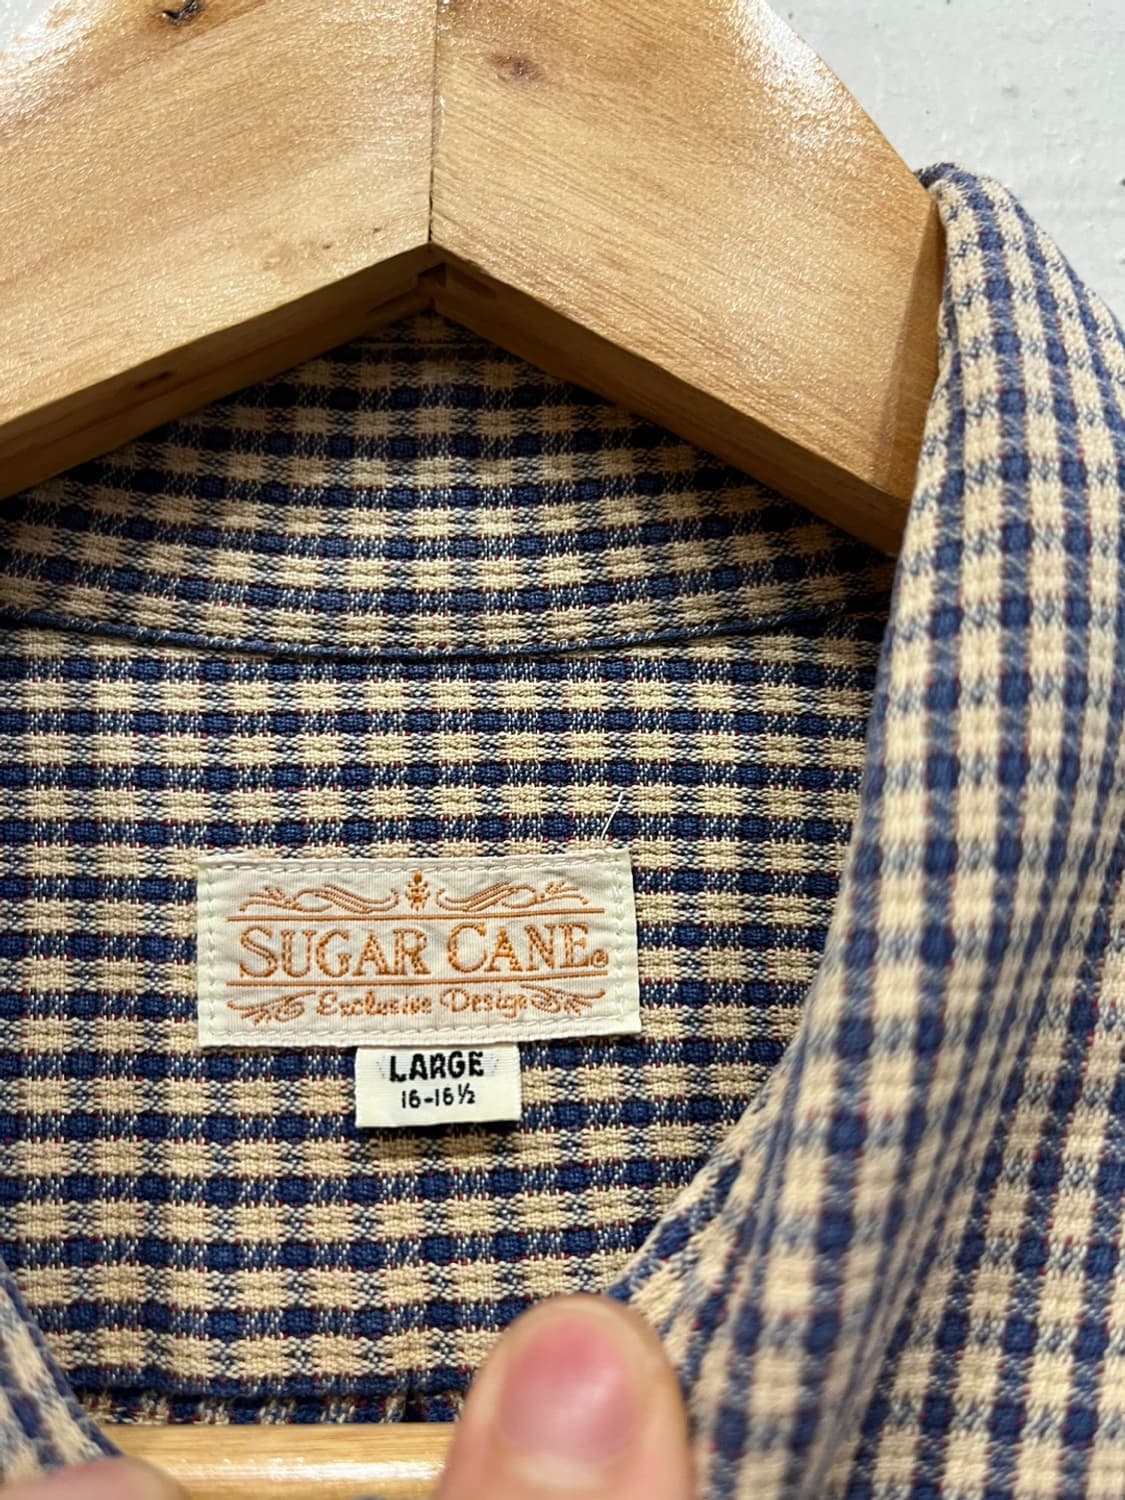 SUGAR CANE®
Exclusive Design
LARGE
16-16½